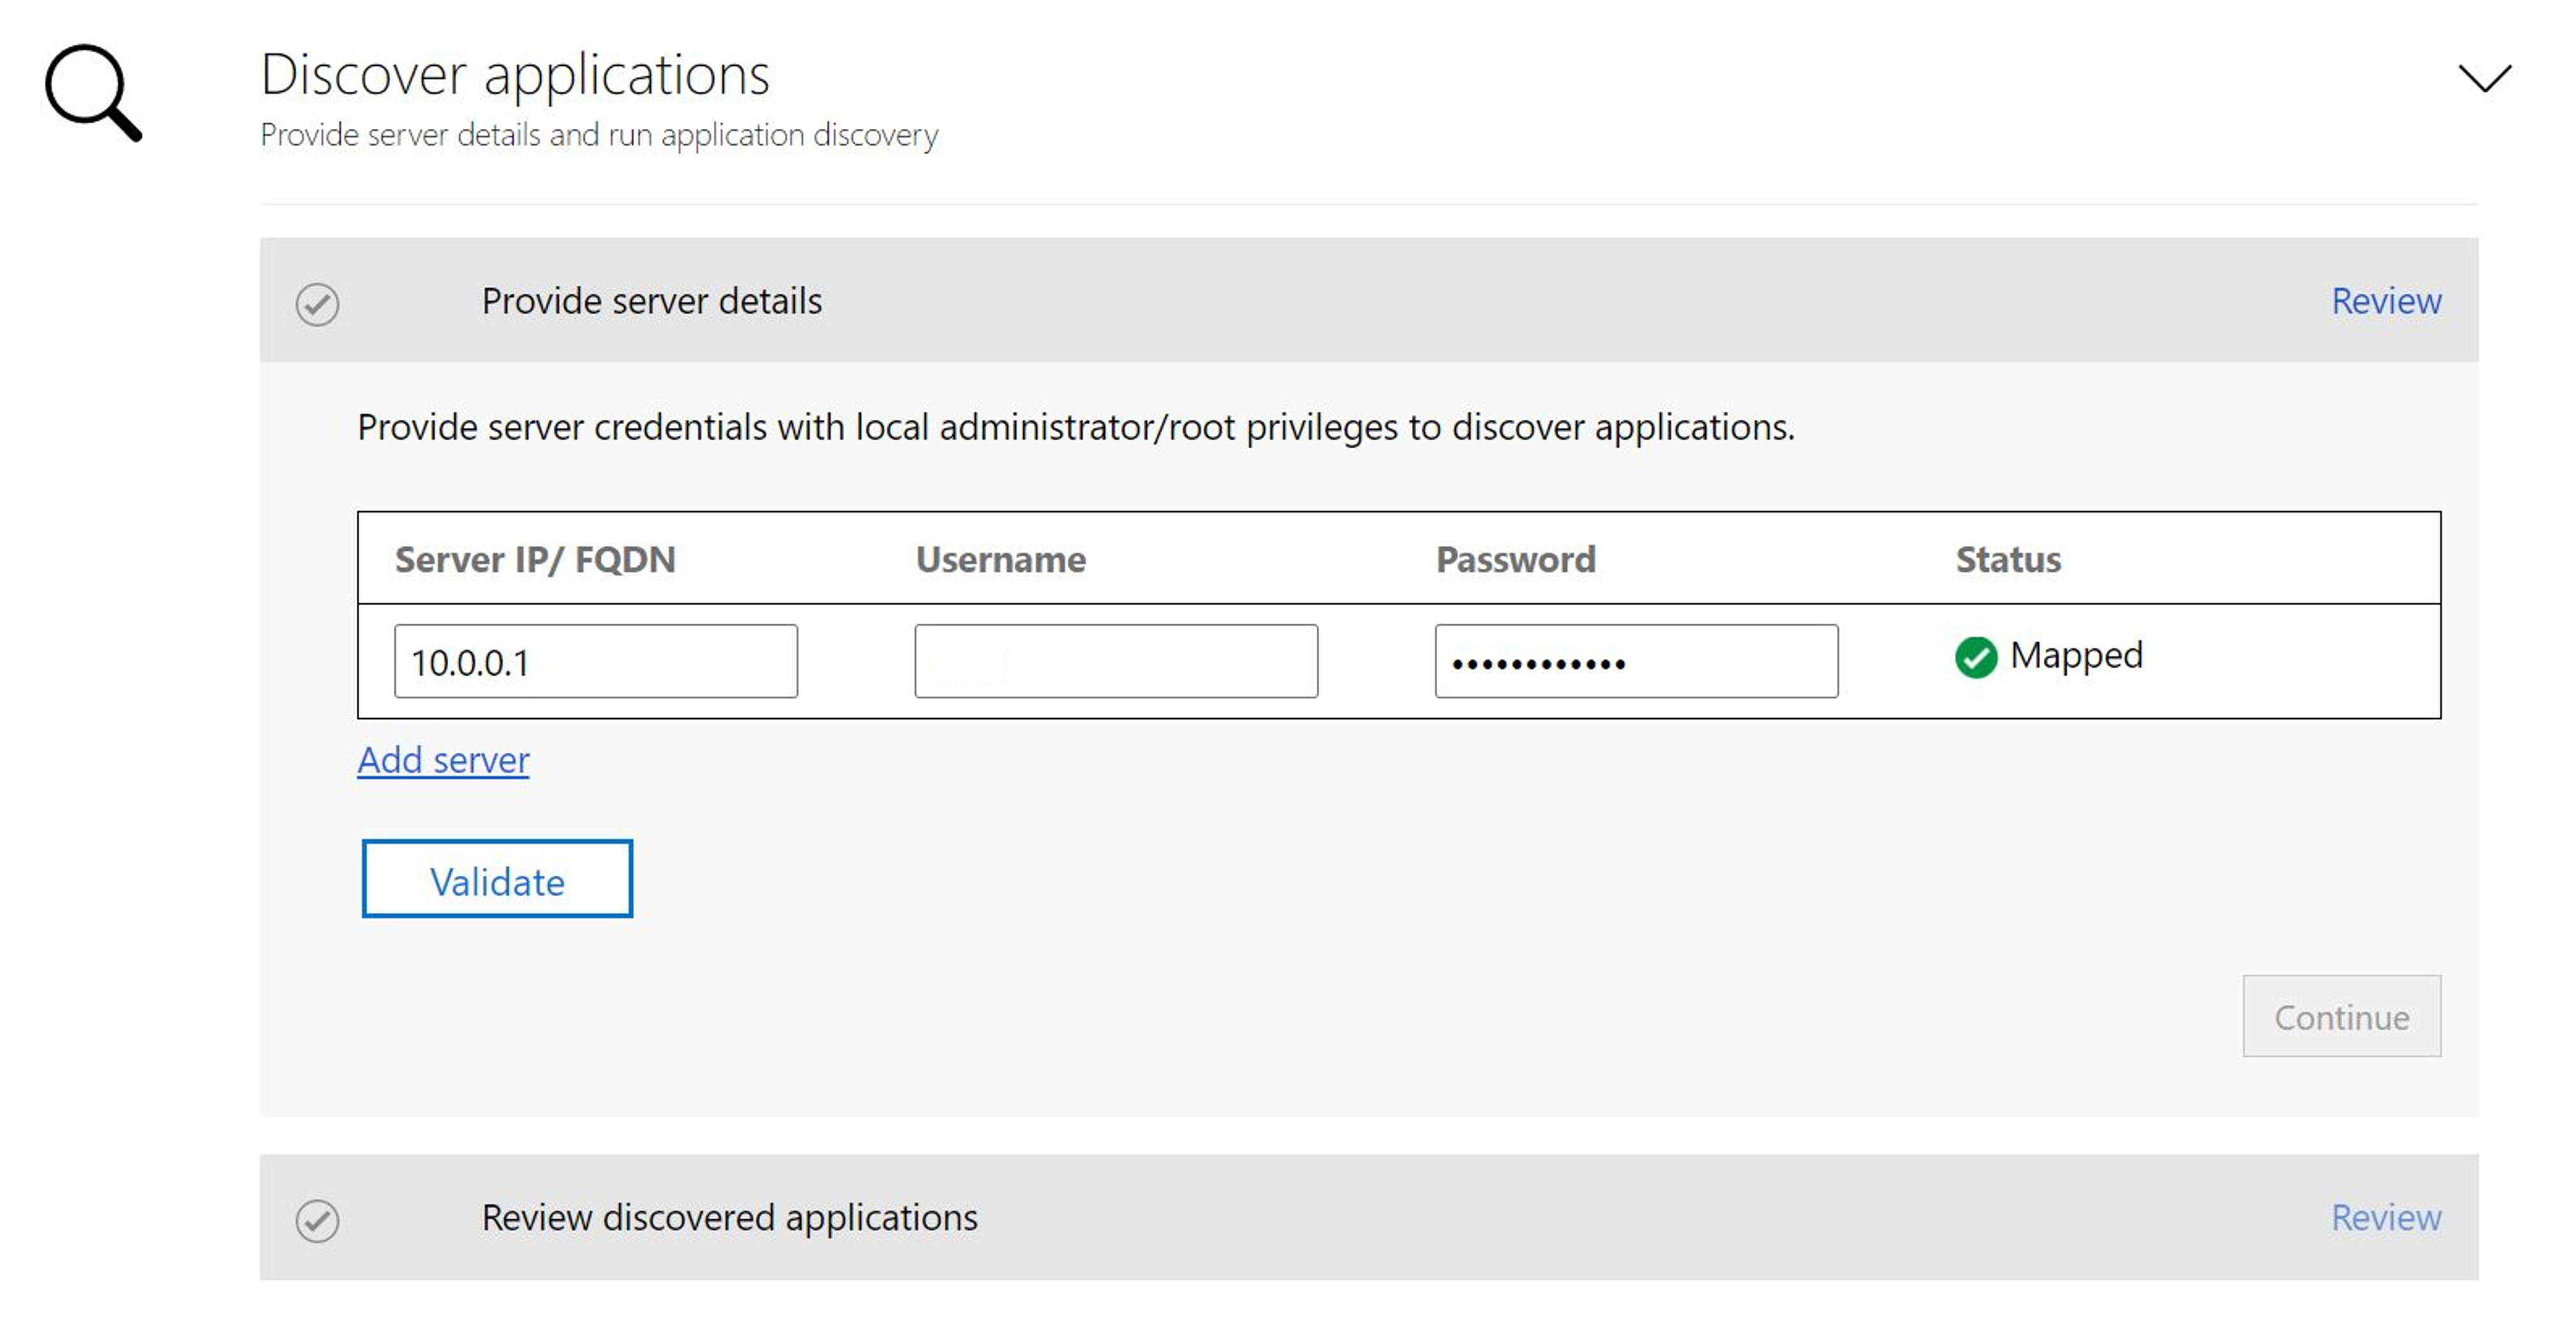 Discover applications
Provide server details and run application discovery
Provide server details Review
Provide server credentials with local administrator/root privileges to discover applications.
Server IP/ FQDN Username Password Status
10.0.0.1 •••••••••••• Mapped
Add server
Validate
Continue
Review discovered applications Review